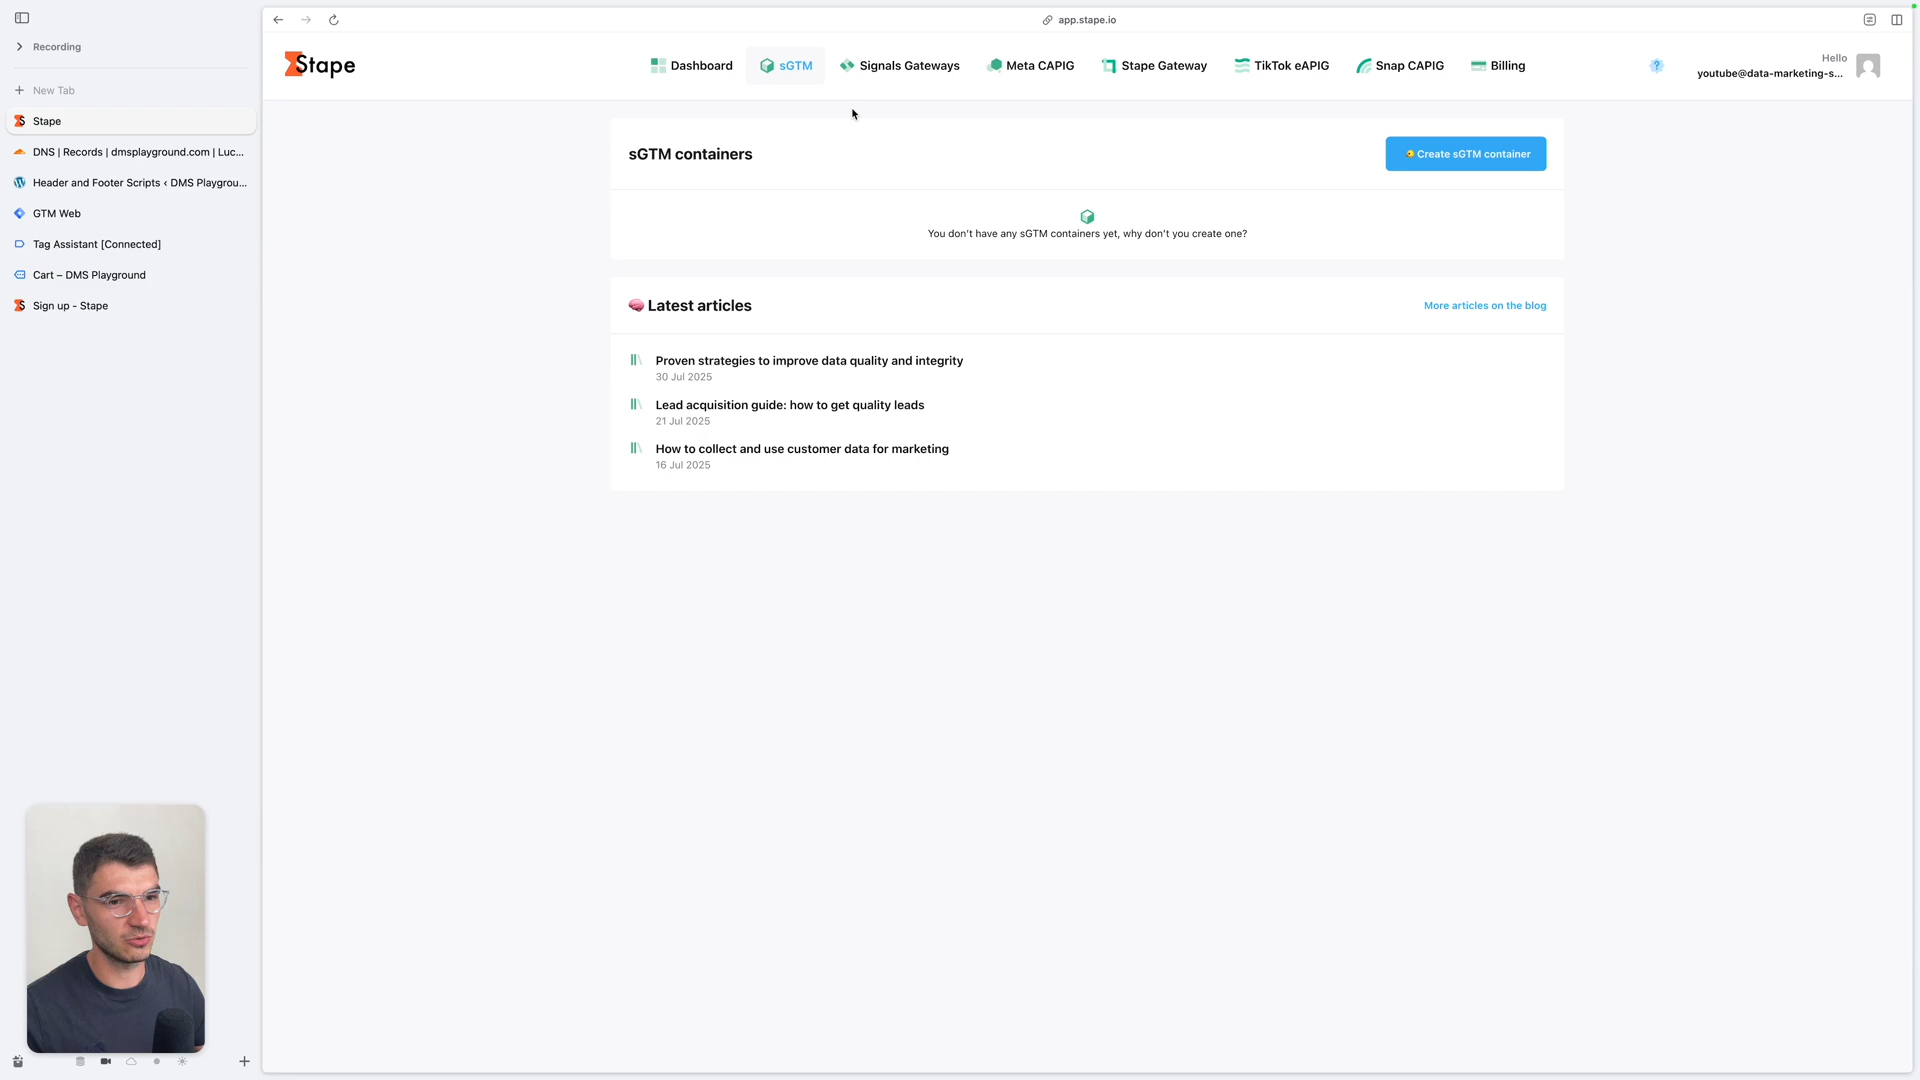 Recording
New Tab
Stape
DNS | Records | dmsplayground.com | Luc...
Header and Footer Scripts ‹ DMS Playgrou...
GTM Web
Tag Assistant [Connected]
Cart – DMS Playground
Sign up - Stape
app.stape.io
Stape
Dashboard
sGTM
Signals Gateways
Meta CAPIG
Stape Gateway
TikTok eAPIG
Snap CAPIG
Billing
?
Hello
youtube@data-marketing-s...
sGTM containers
Create sGTM container
You don't have any sGTM containers yet, why don't you create one?
Latest articles
More articles on the blog
Proven strategies to improve data quality and integrity
30 Jul 2025
Lead acquisition guide: how to get quality leads
21 Jul 2025
How to collect and use customer data for marketing
16 Jul 2025